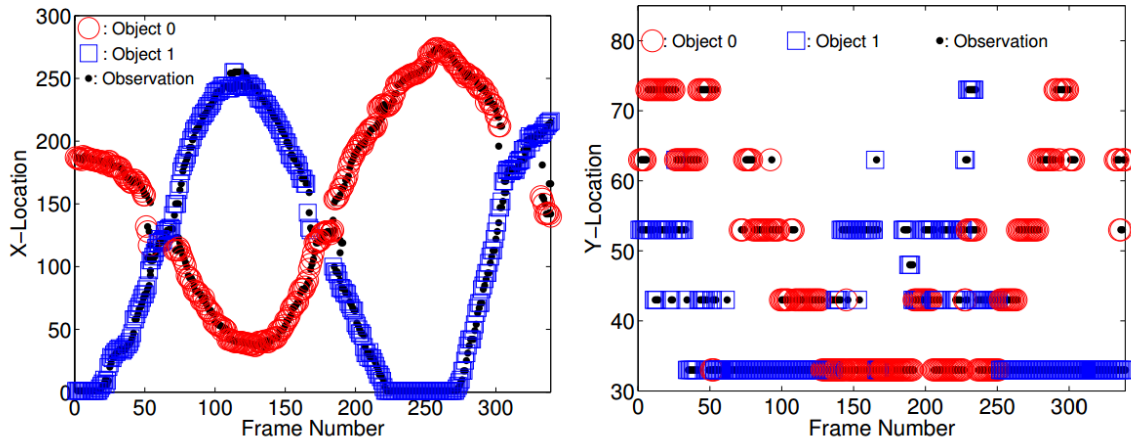 300
250
200
150
100
50
0
X-Location
: Object 0
: Object 1
: Observation
0 50 100 150 200 250 300
Frame Number
80
70
60
50
40
30
Y-Location
: Object 0 : Object 1 : Observation
0 50 100 150 200 250 300
Frame Number